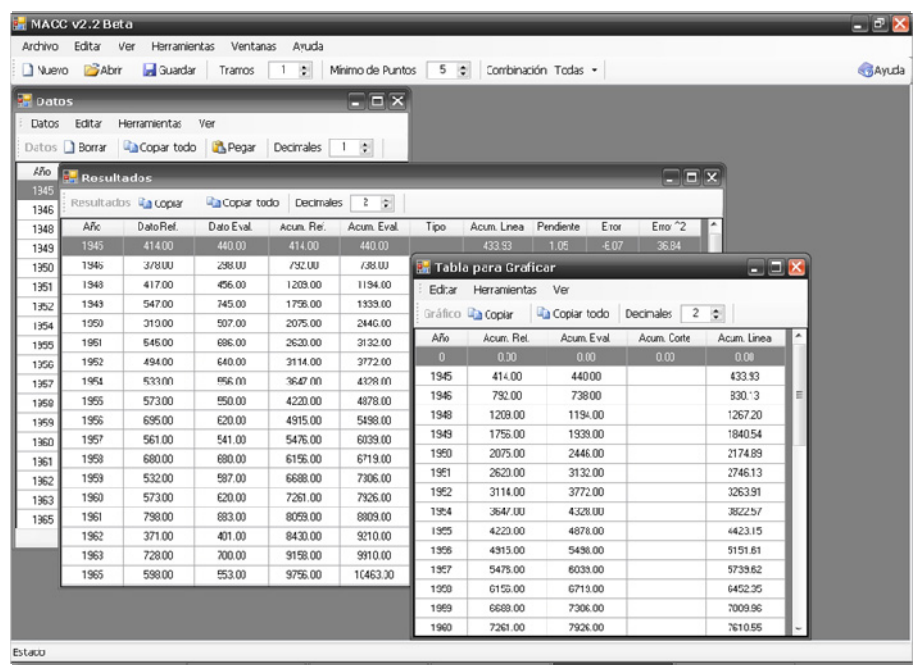 MACC v2.2 Beta
Archivo Editar Ver Herramientas Ventanas Ayuda
Nuevo Abrir Guardar Tramos 1 Mínimo de Puntos 5 Combinación Todas Ayuda
Datos
Datos Editar Herramientas Ver
Datos Borrar Copar todo Pegar Decimales 1
Año
1345
1346
1348
1349
1350
1351
1352
1354
1955
1356
1357
1958
1959
1360
1361
1362
1363
1365
Resultados
Resultados Copiar Copar todo Decimales 2
Año Dato Ref. Dato Eval. Acum. Ref. Acum. Eval. Tipo Acum. Linea Pendiente Error Error^2
1945 414.00 440.00 414.00 440.00 433.93 1.05 -6.07 36.84
1946 378.00 298.00 792.00 738.00
1948 417.00 456.00 1209.00 1194.00
1949 547.00 745.00 1756.00 1939.00
1950 319.00 507.00 2075.00 2446.00
1951 545.00 686.00 2620.00 3132.00
1952 494.00 640.00 3114.00 3772.00
1954 533.00 556.00 3647.00 4328.00
1955 573.00 550.00 4220.00 4878.00
1956 695.00 620.00 4915.00 5498.00
1957 561.00 541.00 5476.00 6039.00
1958 680.00 680.00 6156.00 6719.00
1959 532.00 587.00 6688.00 7306.00
1960 573.00 620.00 7261.00 7926.00
1961 798.00 883.00 8059.00 8809.00
1962 371.00 401.00 8430.00 9210.00
1963 728.00 700.00 9158.00 9910.00
1965 598.00 553.00 9756.00 10463.00
Tabla para Graficar
Editar Herramientas Ver
Gráfico Copiar Copiar todo Decimales 2
Año Acum. Ref. Acum. Eval. Acum. Corte Acum. Linea
0 0.00 0.00 0.00 0.00
1945 414.00 440.00 433.93
1946 792.00 738.00 830.13
1948 1209.00 1194.00 1267.20
1949 1756.00 1939.00 1840.54
1950 2075.00 2446.00 2174.89
1951 2620.00 3132.00 2746.13
1952 3114.00 3772.00 3263.91
1954 3647.00 4328.00 3822.57
1955 4220.00 4878.00 4423.15
1956 4915.00 5498.00 5151.61
1957 5476.00 6039.00 5739.62
1958 6156.00 6719.00 6452.35
1959 6688.00 7306.00 7009.96
1960 7261.00 7926.00 7610.55
Estado